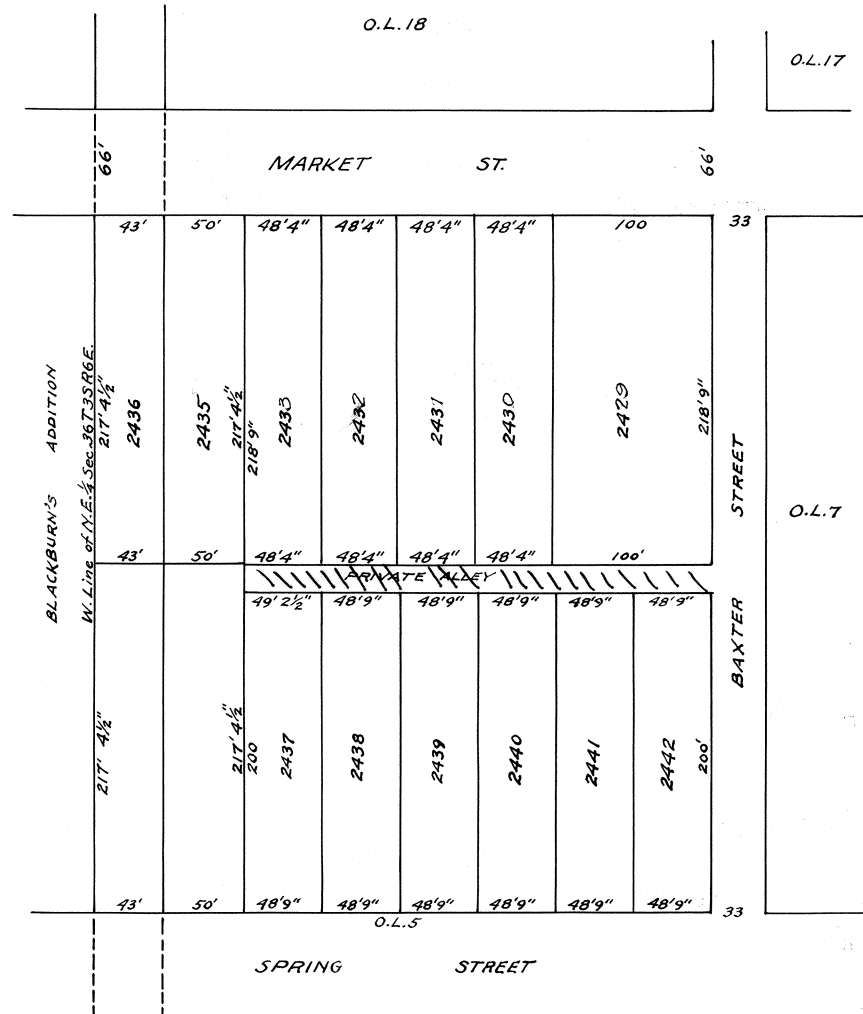 O.L.18
O.L.17
66'
MARKET ST.
66'
43' 50' 48'4" 48'4" 48'4" 48'4" 100 33
BLACKBURN'S ADDITION
W. Line of N.E. ¼ Sec. 36 T.3S R6E.
217' 4½"
2436
2435
217' 4½"
218'9"
2433
2432
2431
2430
2429
218'9"
BAXTER STREET
O.L.7
43' 50' 48'4" 48'4" 48'4" 48'4" 100'
PRIVATE ALLEY
49' 2½" 48'9" 48'9" 48'9" 48'9" 48'9"
217' 4½"
217' 4½"
200
2437
2438
2439
2440
2441
2442
200'
43' 50' 48'9" 48'9" 48'9" 48'9" 48'9" 48'9" 33
O.L.5
SPRING STREET